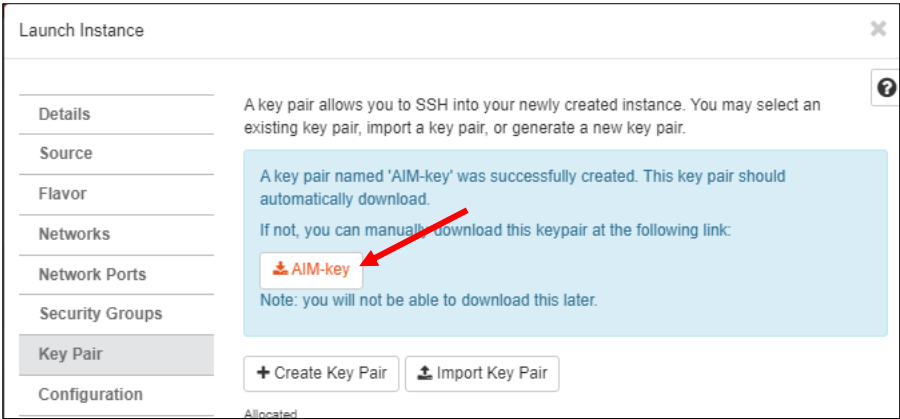 Launch Instance
Details
Source
Flavor
Networks
Network Ports
Security Groups
Key Pair
Configuration
A key pair allows you to SSH into your newly created instance. You may select an
existing key pair, import a key pair, or generate a new key pair.
A key pair named 'AIM-key' was successfully created. This key pair should
automatically download.
If not, you can manually download this keypair at the following link:
AIM-key
Note: you will not be able to download this later.
Create Key Pair
Import Key Pair
Allocated